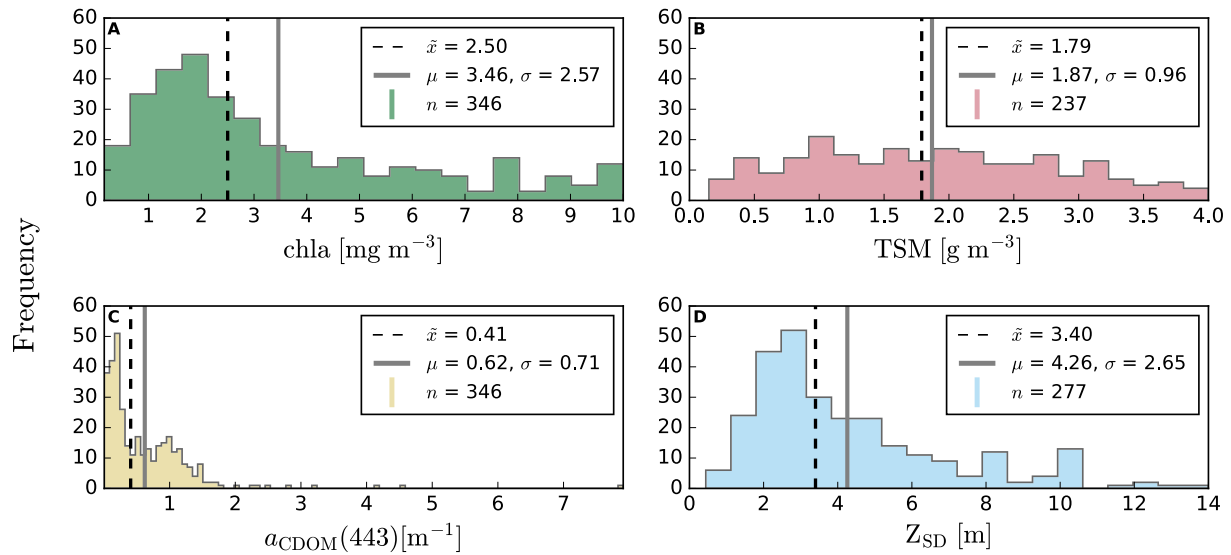 Frequency
A
60
50
40
30
20
10
0
x̃ = 2.50
μ = 3.46, σ = 2.57
n = 346
1 2 3 4 5 6 7 8 9 10
chla [mg m⁻³]
B
60
50
40
30
20
10
0
x̃ = 1.79
μ = 1.87, σ = 0.96
n = 237
0.0 0.5 1.0 1.5 2.0 2.5 3.0 3.5 4.0
TSM [g m⁻³]
C
60
50
40
30
20
10
0
x̃ = 0.41
μ = 0.62, σ = 0.71
n = 346
1 2 3 4 5 6 7
a_CDOM(443)[m⁻¹]
D
60
50
40
30
20
10
0
x̃ = 3.40
μ = 4.26, σ = 2.65
n = 277
0 2 4 6 8 10 12 14
Z_SD [m]